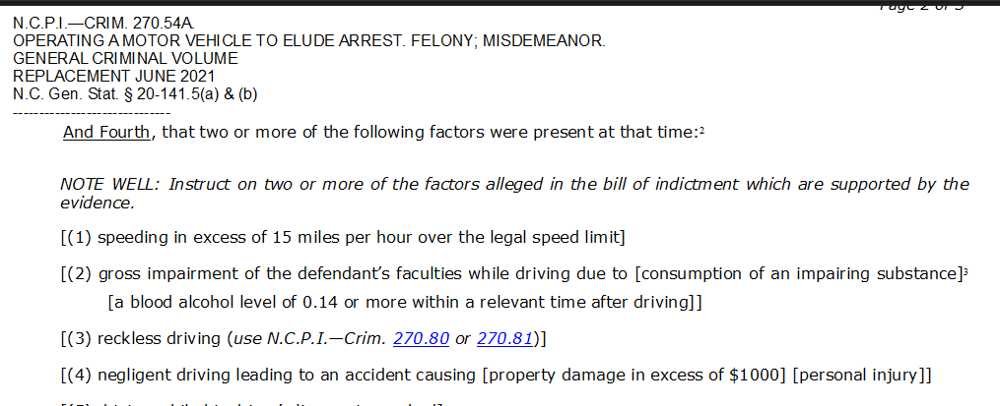 Page 2 of 5
N.C.P.I.—CRIM. 270.54A
OPERATING A MOTOR VEHICLE TO ELUDE ARREST. FELONY; MISDEMEANOR.
GENERAL CRIMINAL VOLUME
REPLACEMENT JUNE 2021
N.C. Gen. Stat. § 20-141.5(a) & (b)
------------------------------
And Fourth, that two or more of the following factors were present at that time:²
NOTE WELL: Instruct on two or more of the factors alleged in the bill of indictment which are supported by the
evidence.
[(1) speeding in excess of 15 miles per hour over the legal speed limit]
[(2) gross impairment of the defendant’s faculties while driving due to [consumption of an impairing substance]³
[a blood alcohol level of 0.14 or more within a relevant time after driving]]
[(3) reckless driving (use N.C.P.I.—Crim. 270.80 or 270.81)]
[(4) negligent driving leading to an accident causing [property damage in excess of $1000] [personal injury]]